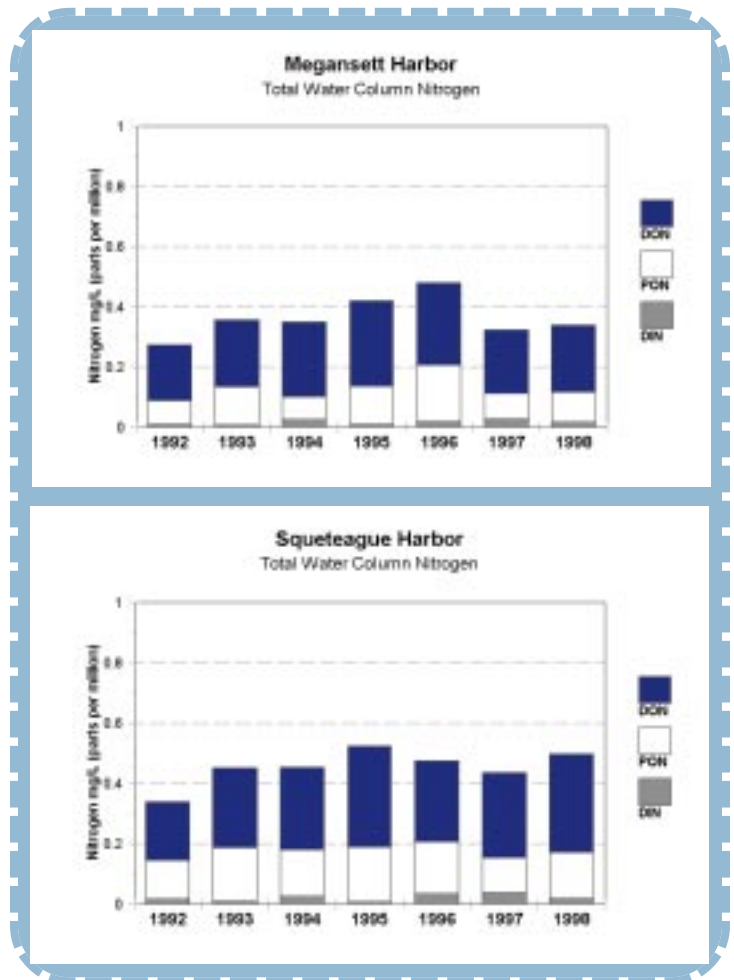 Megansett Harbor
Total Water Column Nitrogen
Nitrogen mg/L (parts per million)
1
0.8
0.6
0.4
0.2
0
1992 1993 1994 1995 1996 1997 1998
DON
PON
DIN
Squeteague Harbor
Total Water Column Nitrogen
Nitrogen mg/L (parts per million)
1
0.8
0.6
0.4
0.2
0
1992 1993 1994 1995 1996 1997 1998
DON
PON
DIN